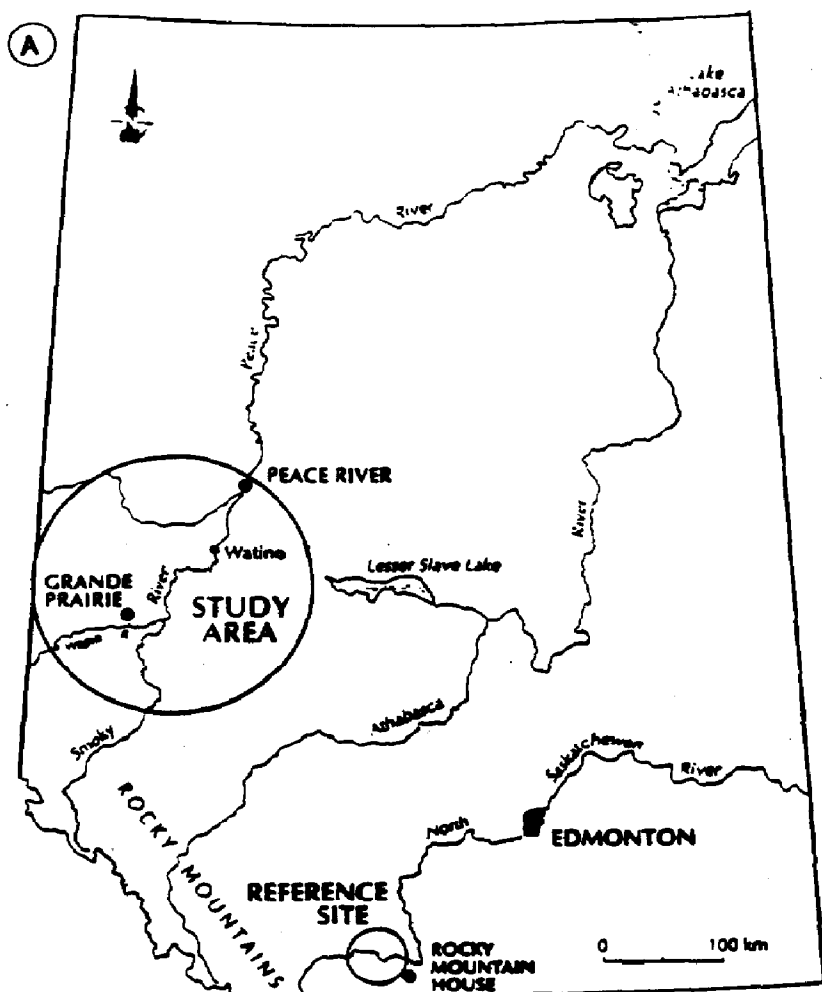 A
River
Peace
PEACE RIVER
Watino
Lesser Slave Lake
River
GRANDE
PRAIRIE
River
STUDY
AREA
Smoky
Athabasca
Saskatchewan
River
North
EDMONTON
ROCKY MOUNTAINS
REFERENCE
SITE
ROCKY
MOUNTAIN
HOUSE
0 100 km